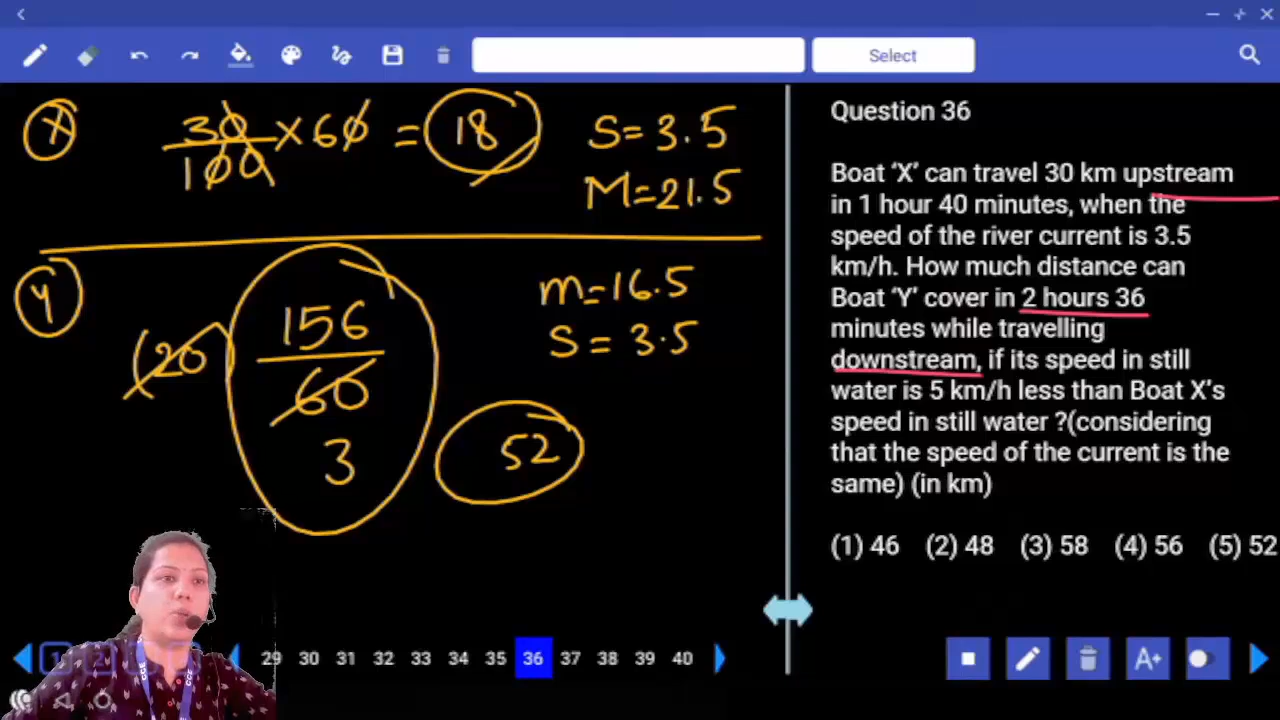 Select
X 30/100 × 60 = 18 S = 3.5
M = 21.5
Y (20) 156/60 m = 16.5
S = 3.5
3 52
Question 36
Boat ‘X’ can travel 30 km upstream
in 1 hour 40 minutes, when the
speed of the river current is 3.5
km/h. How much distance can
Boat ‘Y’ cover in 2 hours 36
minutes while travelling
downstream, if its speed in still
water is 5 km/h less than Boat X’s
speed in still water ?(considering
that the speed of the current is the
same) (in km)
(1) 46 (2) 48 (3) 58 (4) 56 (5) 52
29 30 31 32 33 34 35 36 37 38 39 40
A+
CCE